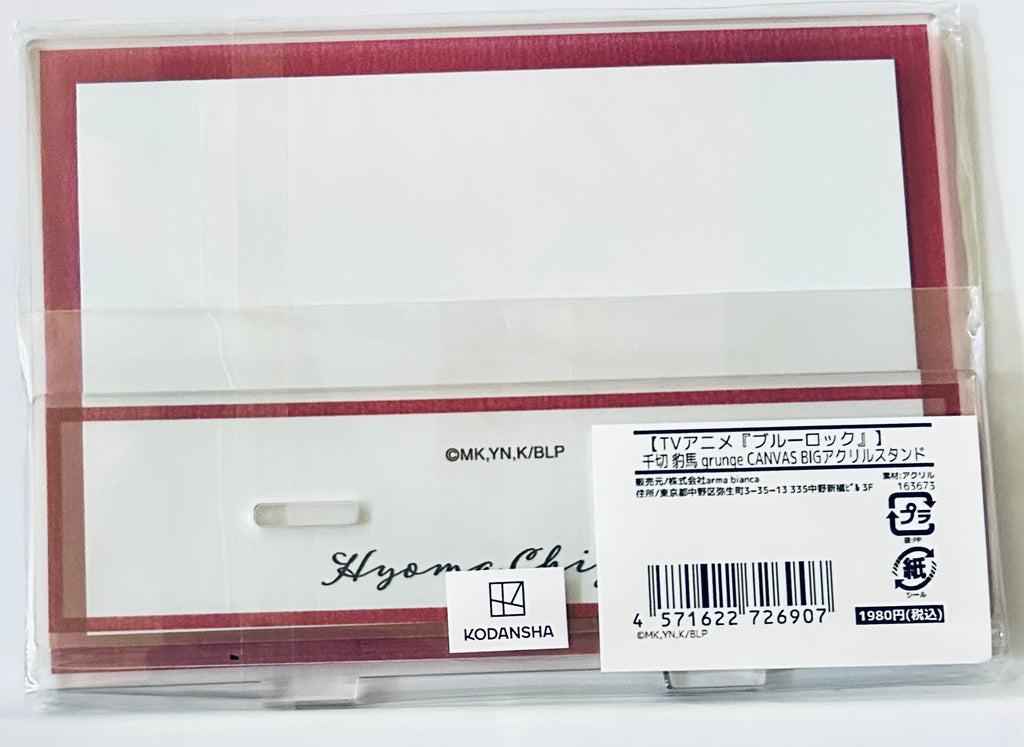 ©MK,YN,K/BLP
Hyoma Chi
KODANSHA
【TVアニメ『ブルーロック』】
千切 豹馬 grunge CANVAS BIGアクリルスタンド
販売元/株式会社arma bianca
住所/東京都中野区弥生町3-35-13 335中野新橋ビル3F
素材:アクリル
163673
プラ
袋:PP
紙
シール
4 571622 726907
1980円(税込)
©MK,YN,K/BLP